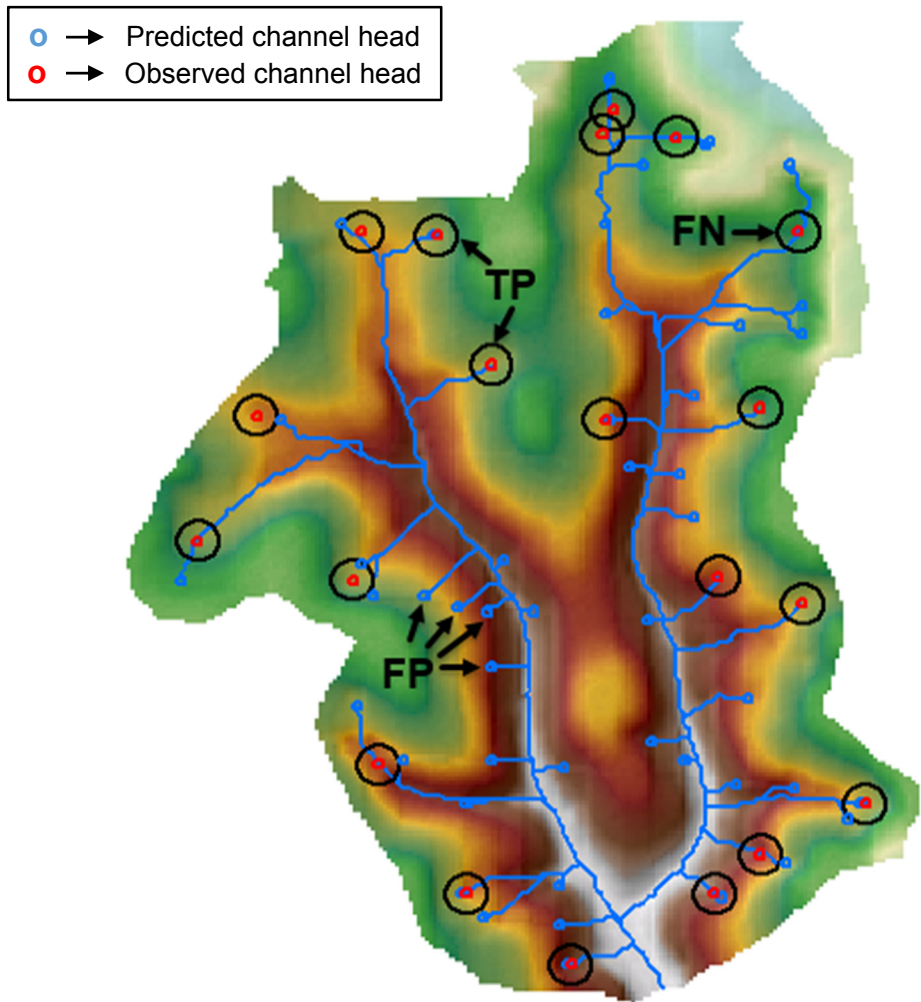 o → Predicted channel head
o → Observed channel head
FN
TP
FP